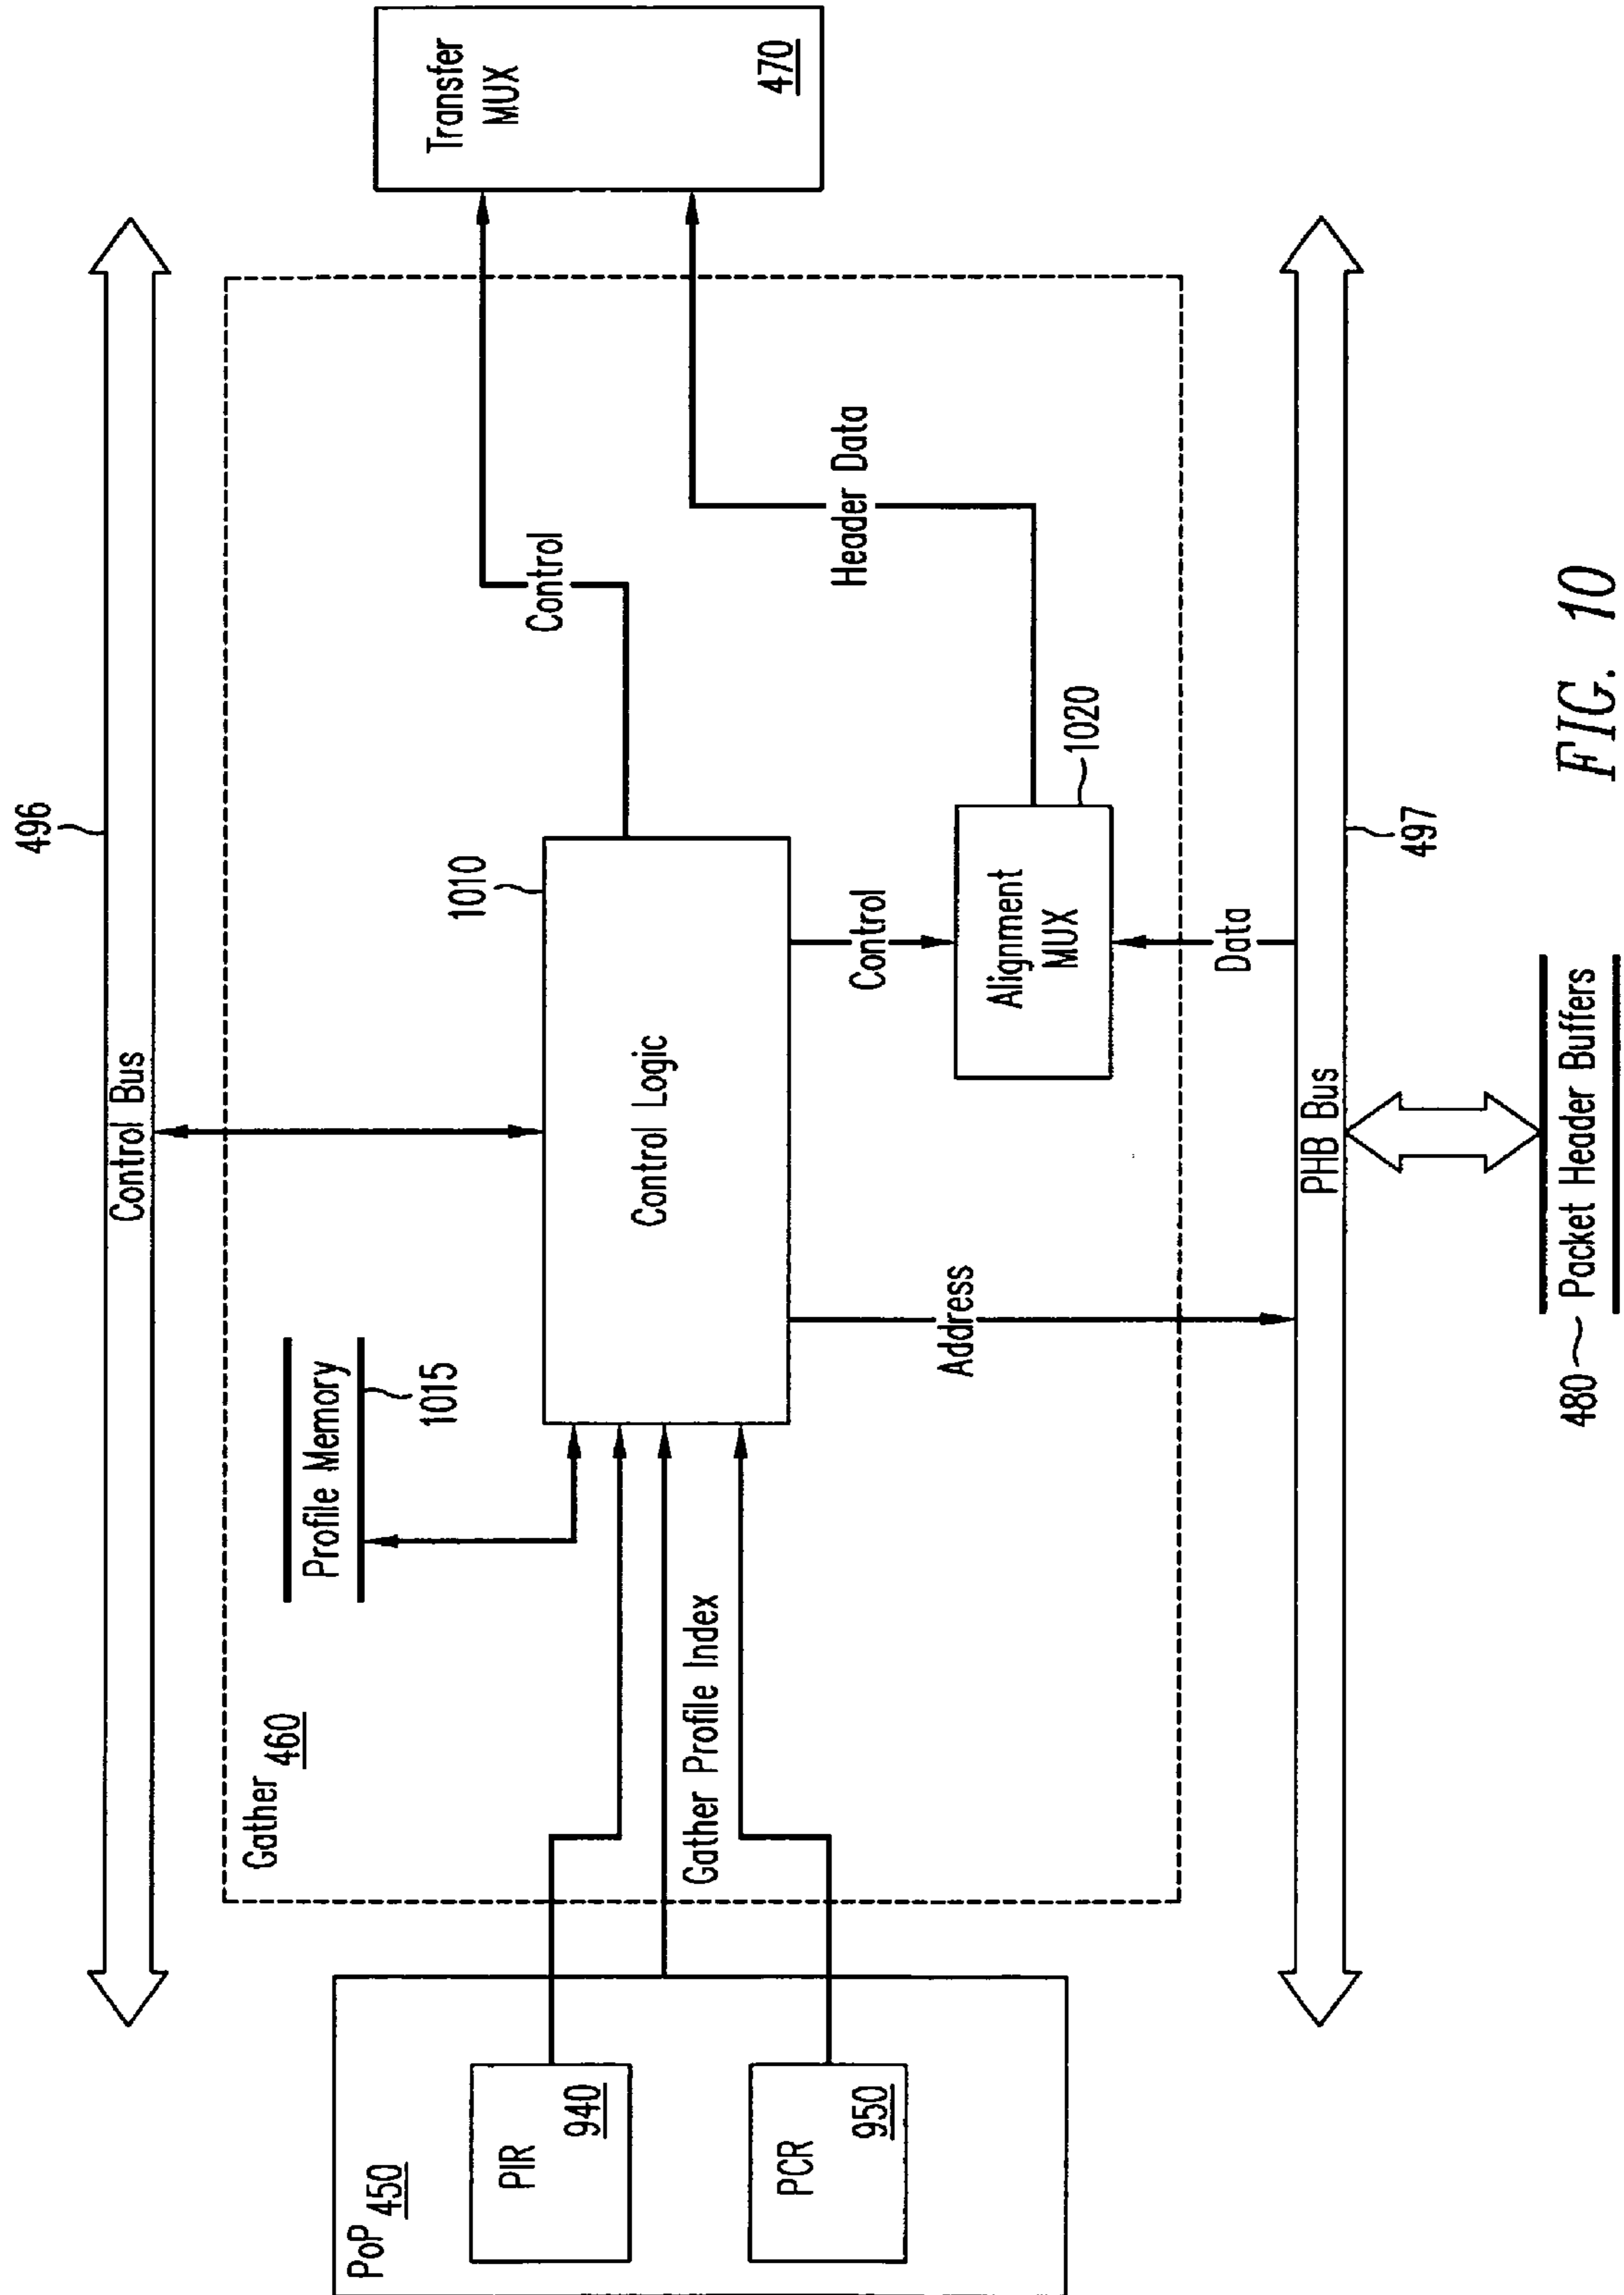 496
Control Bus
PoP
450
PIR
940
PCR
950
Gather
460
Profile Memory
1015
Gather Profile Index
1010
Control Logic
Control
Control
Address
Alignment
MUX
1020
Header Data
Data
Transfer
MUX
470
PHB Bus
497
480
Packet Header Buffers
FIG. 10